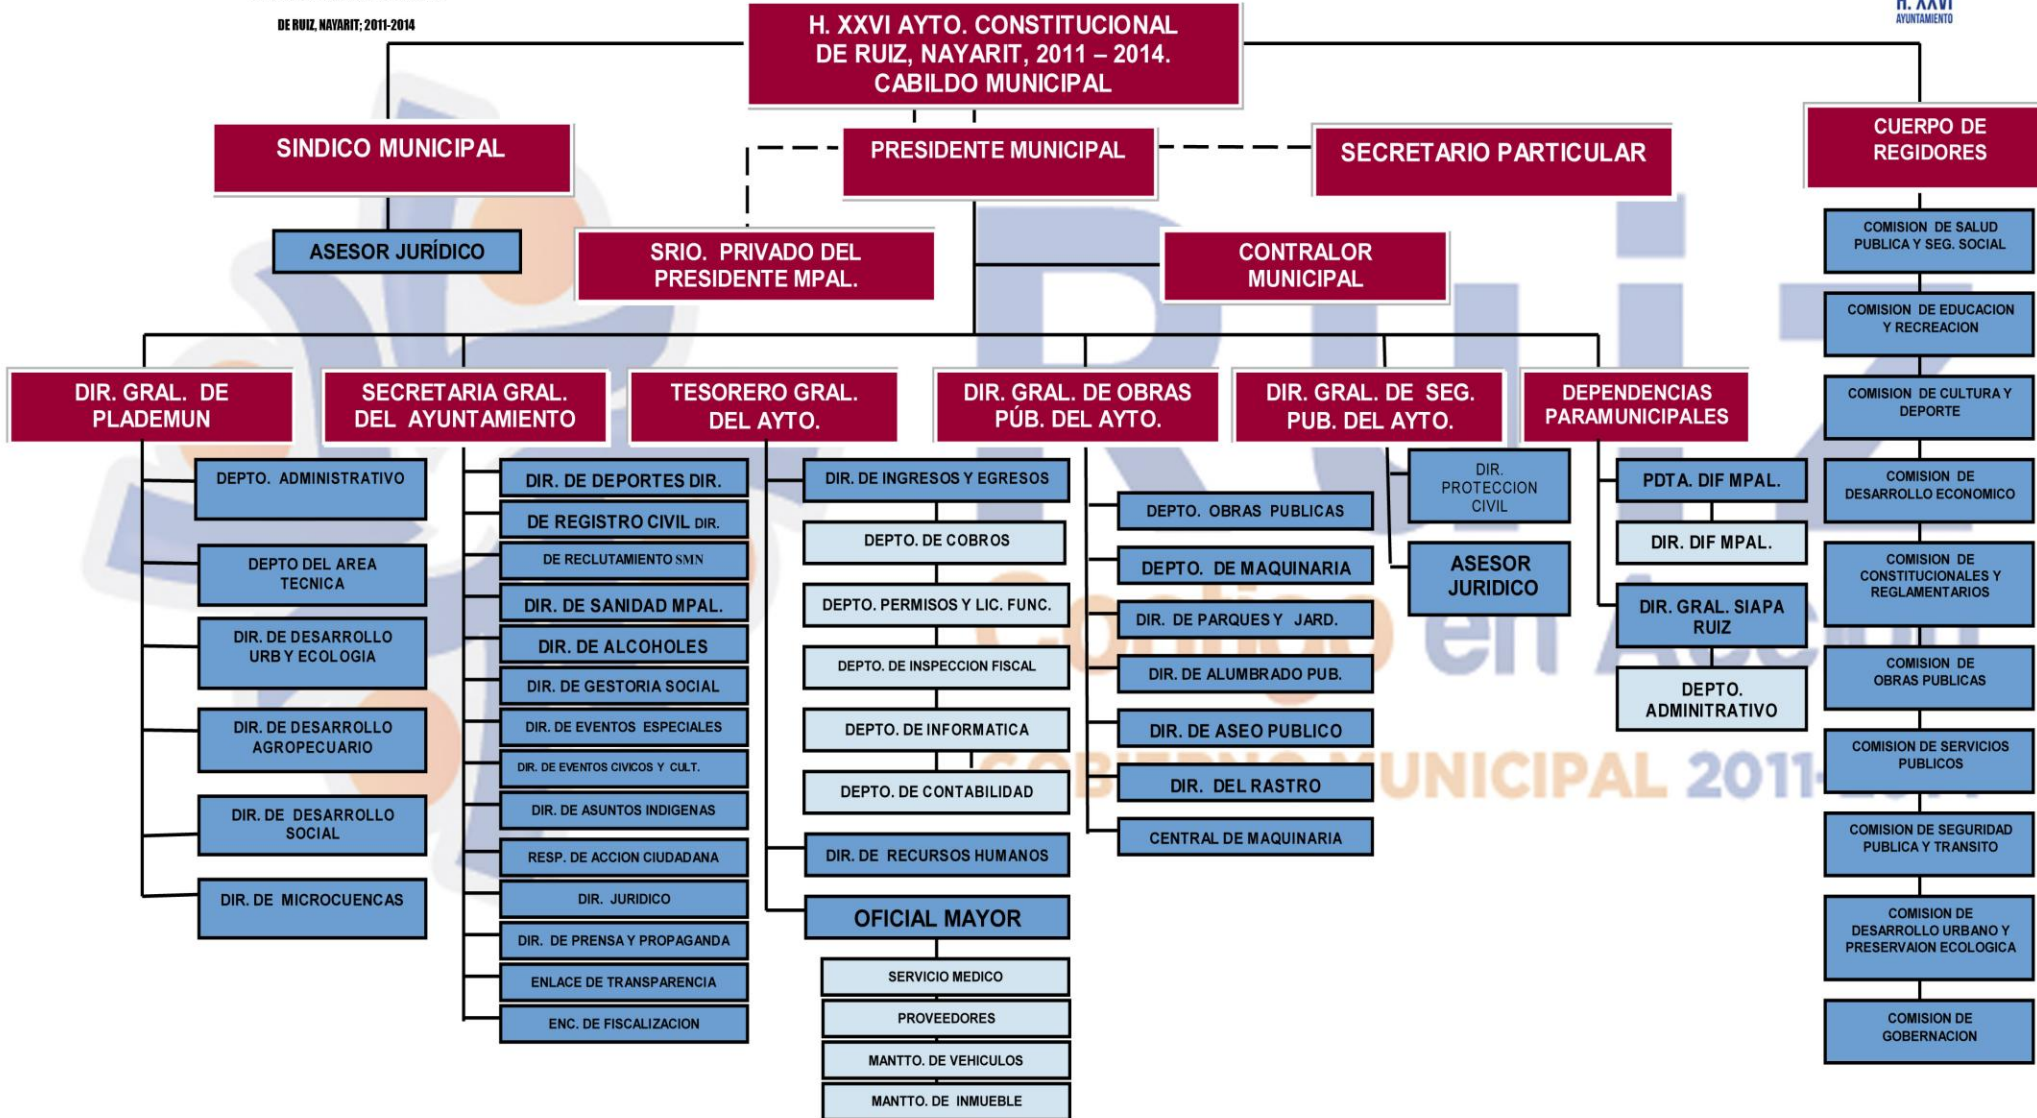 DE RUIZ, NAYARIT; 2011-2014
H. XXVI
AYUNTAMIENTO
H. XXVI AYTO. CONSTITUCIONAL
DE RUIZ, NAYARIT, 2011 – 2014.
CABILDO MUNICIPAL
SINDICO MUNICIPAL
PRESIDENTE MUNICIPAL
SECRETARIO PARTICULAR
CUERPO DE
REGIDORES
ASESOR JURÍDICO
SRIO. PRIVADO DEL
PRESIDENTE MPAL.
CONTRALOR
MUNICIPAL
DIR. GRAL. DE
PLADEMUN
SECRETARIA GRAL.
DEL AYUNTAMIENTO
TESORERO GRAL.
DEL AYTO.
DIR. GRAL. DE OBRAS
PÚB. DEL AYTO.
DIR. GRAL. DE SEG.
PUB. DEL AYTO.
DEPENDENCIAS
PARAMUNICIPALES
DEPTO. ADMINISTRATIVO
DEPTO DEL AREA
TECNICA
DIR. DE DESARROLLO
URB Y ECOLOGIA
DIR. DE DESARROLLO
AGROPECUARIO
DIR. DE DESARROLLO
SOCIAL
DIR. DE MICROCUENCAS
DIR. DE DEPORTES DIR.
DE REGISTRO CIVIL DIR.
DE RECLUTAMIENTO SMN
DIR. DE SANIDAD MPAL.
DIR. DE ALCOHOLES
DIR. DE GESTORIA SOCIAL
DIR. DE EVENTOS ESPECIALES
DIR. DE EVENTOS CIVICOS Y CULT.
DIR. DE ASUNTOS INDIGENAS
RESP. DE ACCION CIUDADANA
DIR. JURIDICO
DIR. DE PRENSA Y PROPAGANDA
ENLACE DE TRANSPARENCIA
ENC. DE FISCALIZACION
DIR. DE INGRESOS Y EGRESOS
DEPTO. DE COBROS
DEPTO. PERMISOS Y LIC. FUNC.
DEPTO. DE INSPECCION FISCAL
DEPTO. DE INFORMATICA
DEPTO. DE CONTABILIDAD
DIR. DE RECURSOS HUMANOS
OFICIAL MAYOR
SERVICIO MEDICO
PROVEEDORES
MANTTO. DE VEHICULOS
MANTTO. DE INMUEBLE
DEPTO. OBRAS PUBLICAS
DEPTO. DE MAQUINARIA
DIR. DE PARQUES Y JARD.
DIR. DE ALUMBRADO PUB.
DIR. DE ASEO PUBLICO
DIR. DEL RASTRO
CENTRAL DE MAQUINARIA
DIR.
PROTECCION
CIVIL
ASESOR
JURIDICO
PDTA. DIF MPAL.
DIR. DIF MPAL.
DIR. GRAL. SIAPA
RUIZ
DEPTO.
ADMINITRATIVO
COMISION DE SALUD
PUBLICA Y SEG. SOCIAL
COMISION DE EDUCACION
Y RECREACION
COMISION DE CULTURA Y
DEPORTE
COMISION DE
DESARROLLO ECONOMICO
COMISION DE
CONSTITUCIONALES Y
REGLAMENTARIOS
COMISION DE
OBRAS PUBLICAS
COMISION DE SERVICIOS
PUBLICOS
COMISION DE SEGURIDAD
PUBLICA Y TRANSITO
COMISION DE
DESARROLLO URBANO Y
PRESERVAION ECOLOGICA
COMISION DE
GOBERNACION
Ruiz
Contigo en Acción
GOBIERNO MUNICIPAL 2011-2014